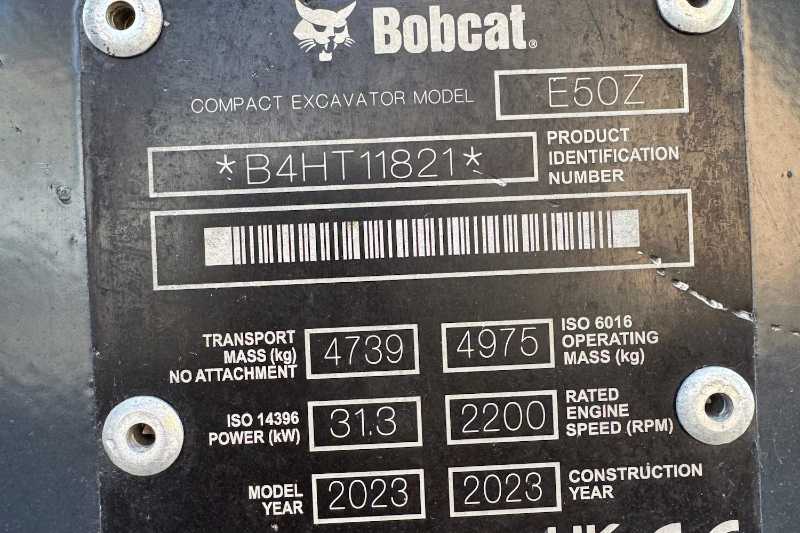 Bobcat®
COMPACT EXCAVATOR MODEL E50Z
*B4HT11821* PRODUCT
IDENTIFICATION
NUMBER
TRANSPORT
MASS (kg)
NO ATTACHMENT
4739
4975
ISO 6016
OPERATING
MASS (kg)
ISO 14396
POWER (kW)
31.3
2200
RATED
ENGINE
SPEED (RPM)
MODEL
YEAR
2023
2023
CONSTRUCTION
YEAR